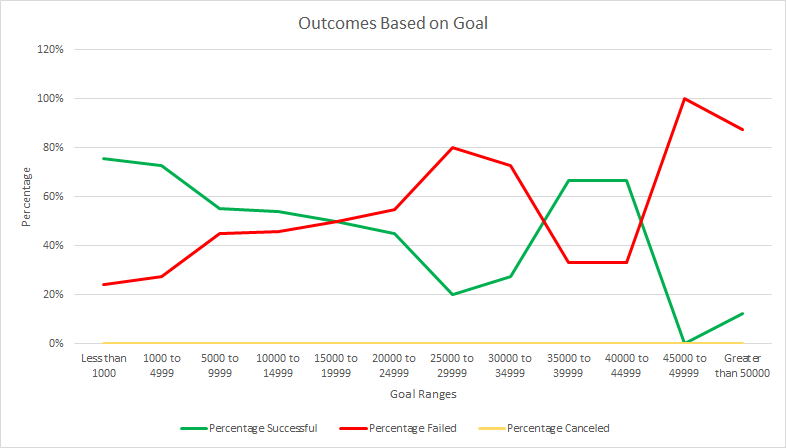 Outcomes Based on Goal
120%
100%
80%
60%
40%
20%
0%
Percentage
Less than 1000
1000 to 4999
5000 to 9999
10000 to 14999
15000 to 19999
20000 to 24999
25000 to 29999
30000 to 34999
35000 to 39999
40000 to 44999
45000 to 49999
Greater than 50000
Goal Ranges
Percentage Successful
Percentage Failed
Percentage Canceled